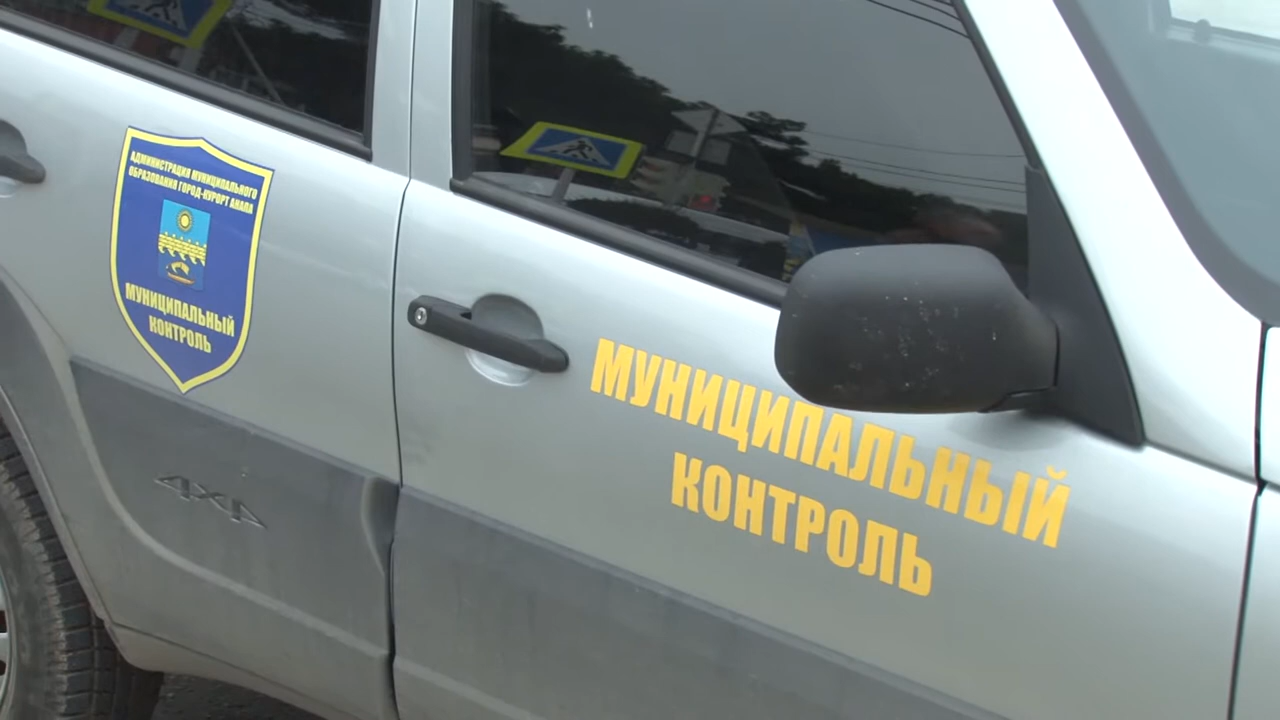 АДМИНИСТРАЦИЯ МУНИЦИПАЛЬНОГО
ОБРАЗОВАНИЯ ГОРОД-КУРОРТ АНАПА
МУНИЦИПАЛЬНЫЙ
КОНТРОЛЬ
МУНИЦИПАЛЬНЫЙ
КОНТРОЛЬ
4x4